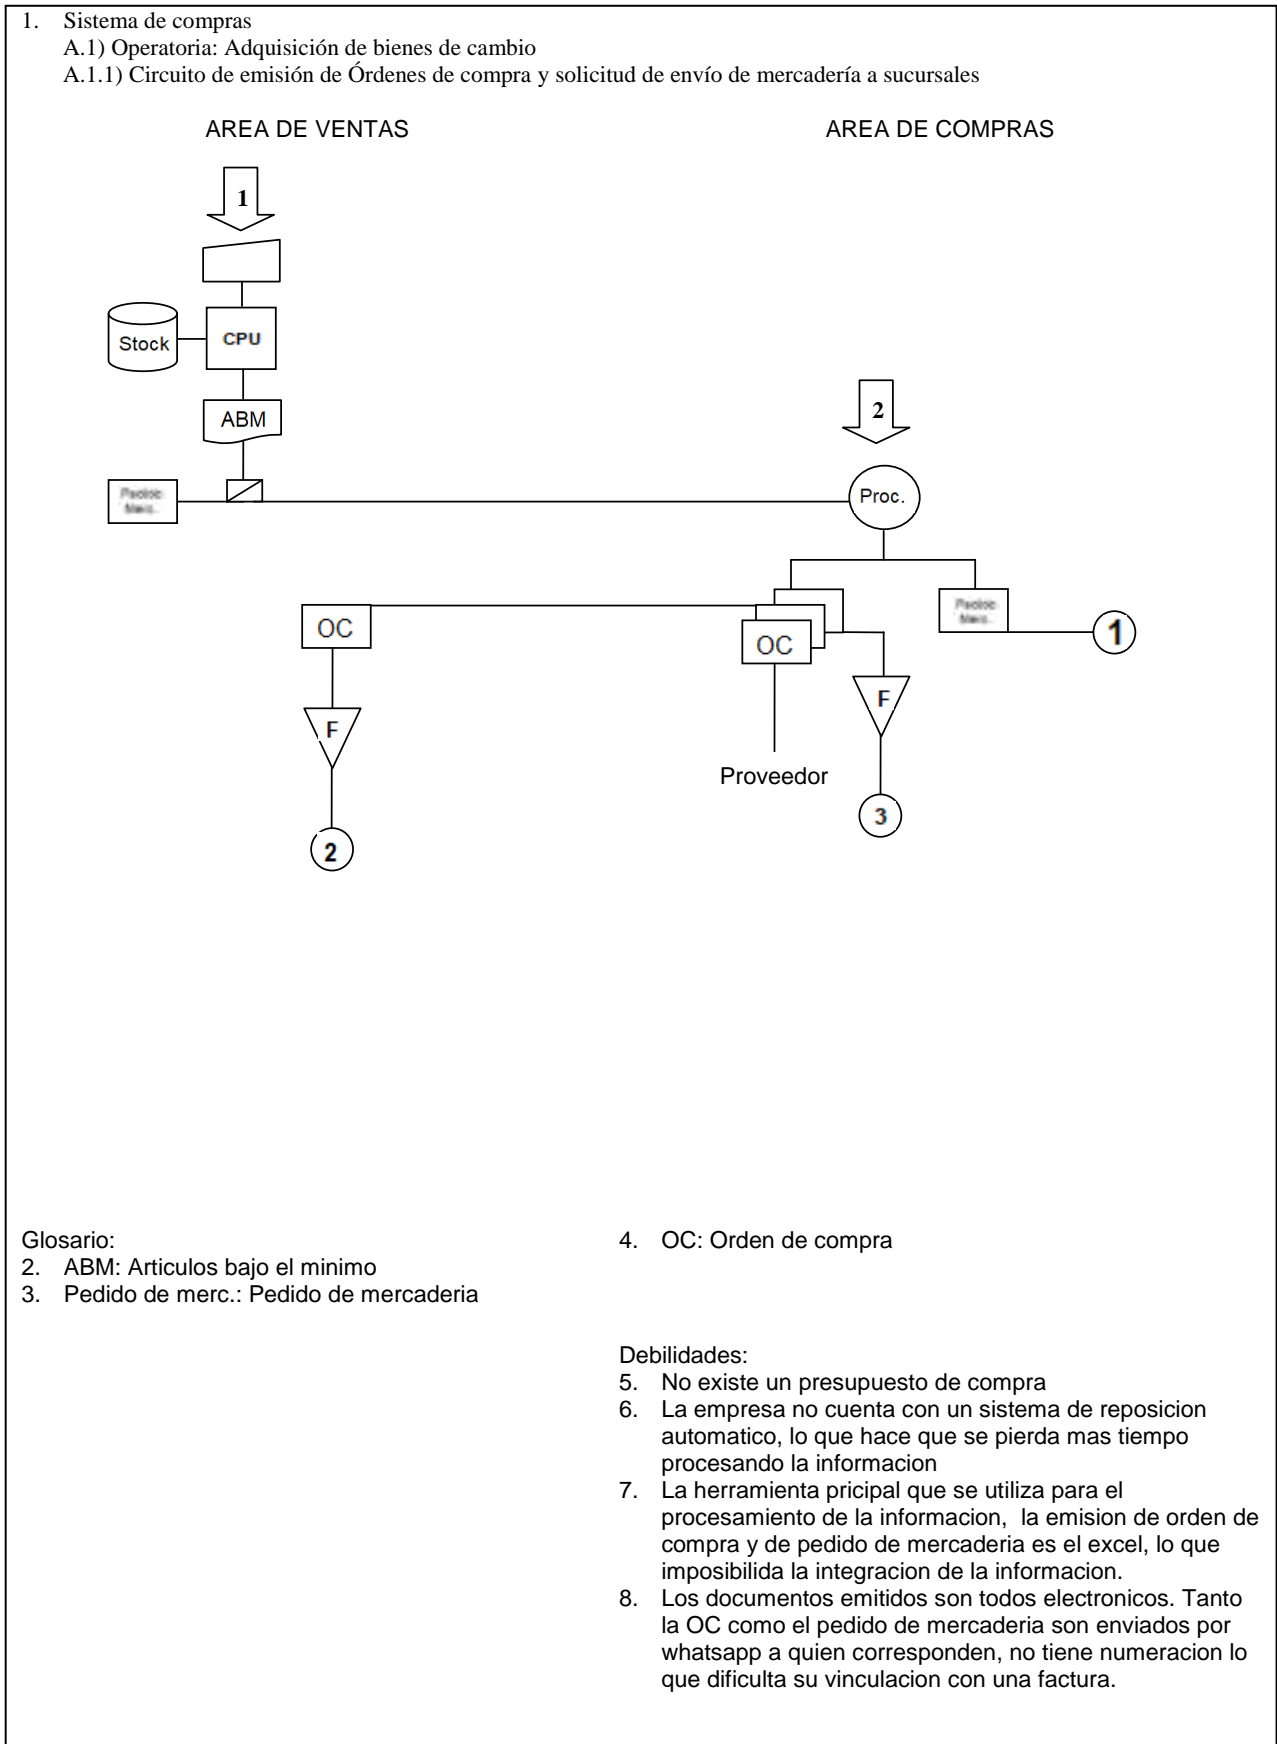 1. Sistema de compras
A.1) Operatoria: Adquisición de bienes de cambio
A.1.1) Circuito de emisión de Órdenes de compra y solicitud de envío de mercadería a sucursales
AREA DE VENTAS
AREA DE COMPRAS
1
Stock
CPU
ABM
2
Proc.
OC
OC
1
F
F
Proveedor
3
2
Glosario:
2. ABM: Articulos bajo el minimo
3. Pedido de merc.: Pedido de mercaderia
4. OC: Orden de compra
Debilidades:
5. No existe un presupuesto de compra
6. La empresa no cuenta con un sistema de reposicion
automatico, lo que hace que se pierda mas tiempo
procesando la informacion
7. La herramienta pricipal que se utiliza para el
procesamiento de la informacion, la emision de orden de
compra y de pedido de mercaderia es el excel, lo que
imposibilida la integracion de la informacion.
8. Los documentos emitidos son todos electronicos. Tanto
la OC como el pedido de mercaderia son enviados por
whatsapp a quien corresponden, no tiene numeracion lo
que dificulta su vinculacion con una factura.